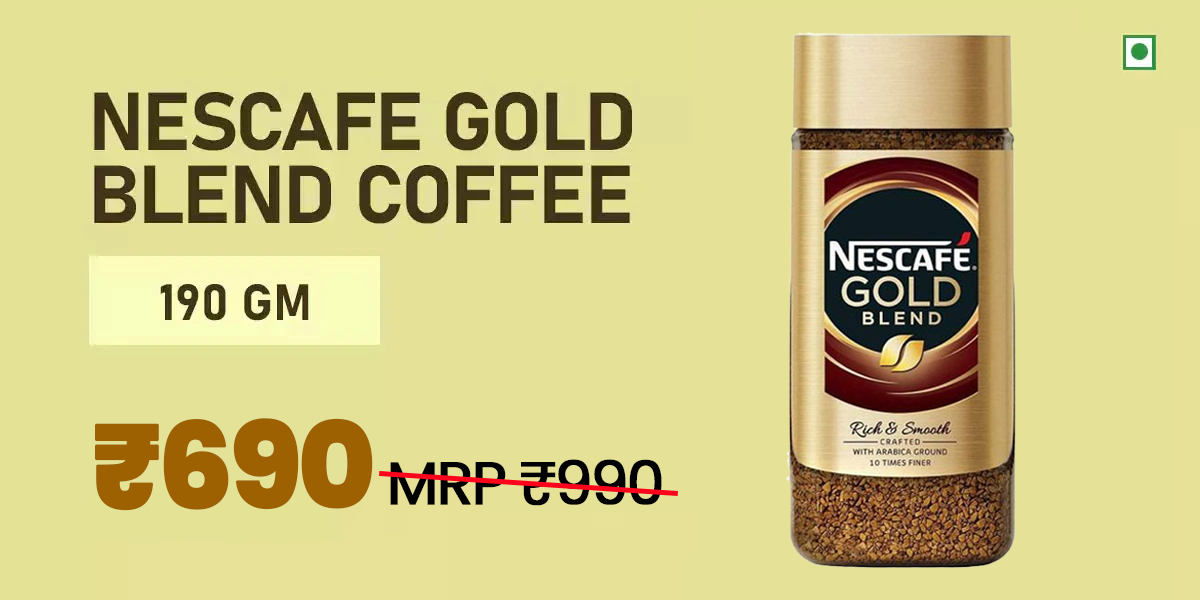 NESCAFE GOLD
BLEND COFFEE
190 GM
₹690
MRP ₹990
NESCAFÉ®
GOLD
BLEND
Rich & Smooth
CRAFTED
WITH ARABICA GROUND
10 TIMES FINER